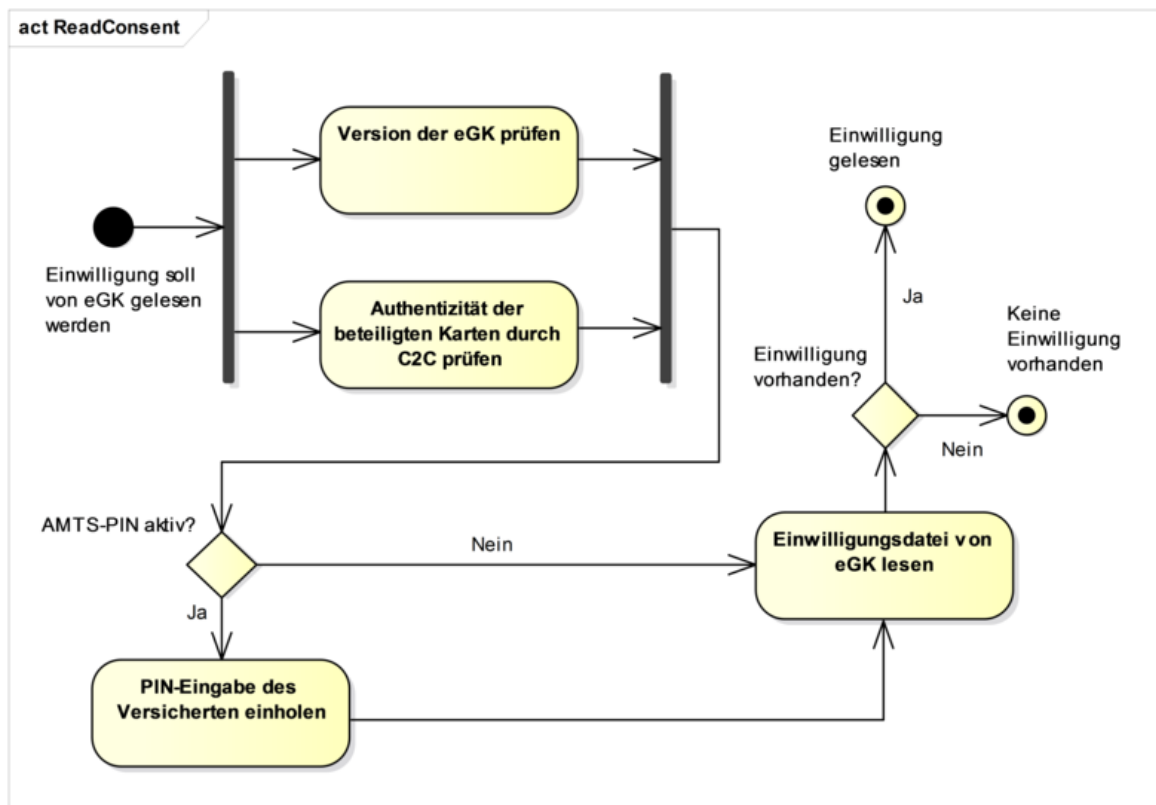 act ReadConsent
Version der eGK prüfen
Einwilligung soll
von eGK gelesen
werden
Authentizität der
beteiligten Karten durch
C2C prüfen
AMTS-PIN aktiv?
Nein
Ja
PIN-Eingabe des
Versicherten einholen
Einwilligungsdatei von
eGK lesen
Einwilligung
vorhanden?
Ja
Einwilligung
gelesen
Nein
Keine
Einwilligung
vorhanden